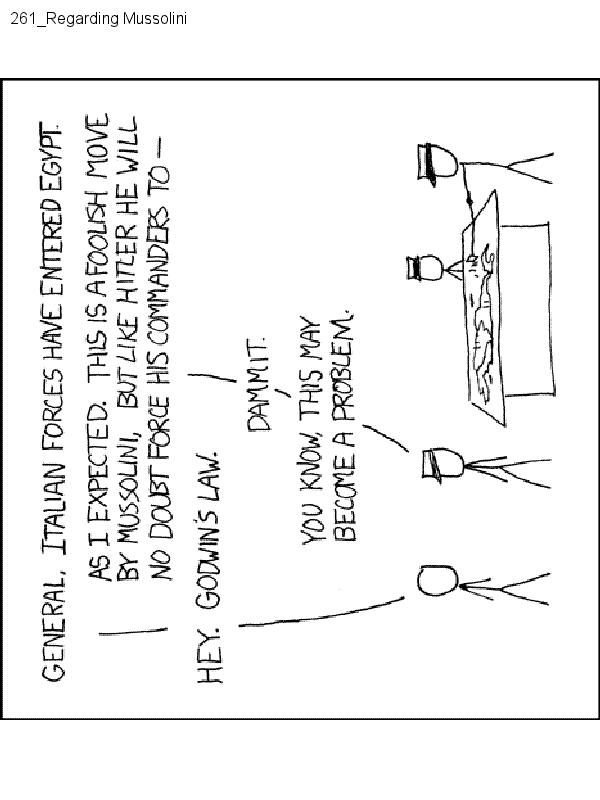 261_Regarding Mussolini
GENERAL, ITALIAN FORCES HAVE ENTERED EGYPT.
AS I EXPECTED. THIS IS A FOOLISH MOVE
BY MUSSOLINI, BUT LIKE HITLER HE WILL
NO DOUBT FORCE HIS COMMANDERS TO —
HEY. GODWIN'S LAW.
DAMMIT.
YOU KNOW, THIS MAY
BECOME A PROBLEM.